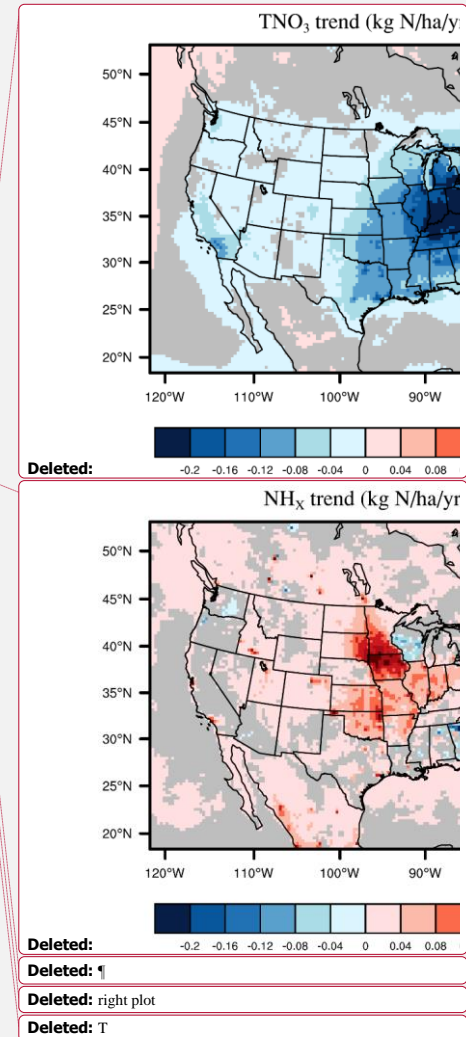 TNO₃ trend (kg N/ha/y
50°N
45°N
40°N
35°N
30°N
25°N
20°N
120°W 110°W 100°W 90°W
Deleted: -0.2 -0.16 -0.12 -0.08 -0.04 0 0.04 0.08
NHX trend (kg N/ha/yr
50°N
45°N
40°N
35°N
30°N
25°N
20°N
120°W 110°W 100°W 90°W
Deleted: -0.2 -0.16 -0.12 -0.08 -0.04 0 0.04 0.08
Deleted: ¶
Deleted: right plot
Deleted: T